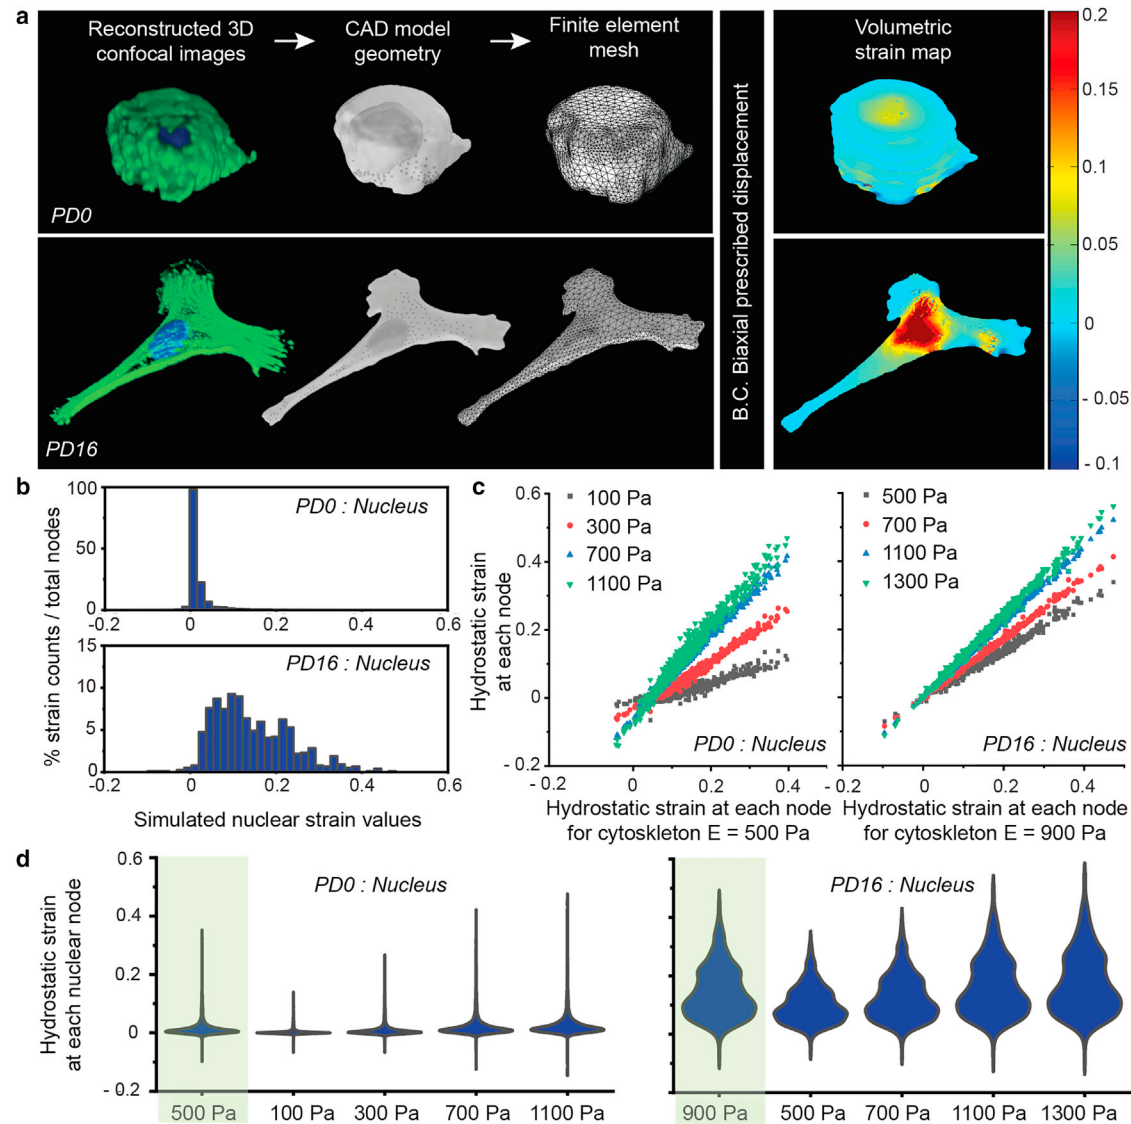 a
Reconstructed 3D
confocal images
CAD model
geometry
Finite element
mesh
PD0
PD16
B.C. Biaxial prescribed displacement
Volumetric
strain map
0.2
0.15
0.1
0.05
0
- 0.05
- 0.1
b
% strain counts / total nodes
100
50
0
PD0 : Nucleus
-0.2
0
0.2
0.4
0.6
15
10
5
0
PD16 : Nucleus
-0.2
0
0.2
0.4
0.6
Simulated nuclear strain values
c
Hydrostatic strain
at each node
0.6
0.4
0.2
0
- 0.2
100 Pa
300 Pa
700 Pa
1100 Pa
PD0 : Nucleus
-
0
0.2
0.4
Hydrostatic strain at each node
for cytoskleton E = 500 Pa
500 Pa
700 Pa
1100 Pa
1300 Pa
PD16 : Nucleus
-
0
0.2
0.4
Hydrostatic strain at each node
for cytoskleton E = 900 Pa
d
Hydrostatic strain
at each nuclear node
0.6
0.4
0.2
0
- 0.2
PD0 : Nucleus
500 Pa
100 Pa
300 Pa
700 Pa
1100 Pa
PD16 : Nucleus
900 Pa
500 Pa
700 Pa
1100 Pa
1300 Pa